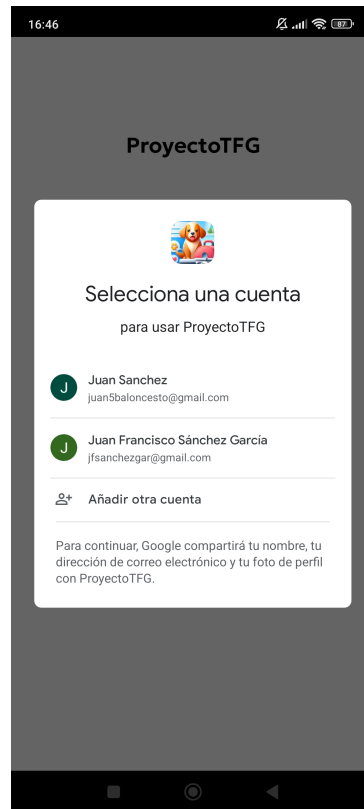 16:46
87
ProyectoTFG
Selecciona una cuenta
para usar ProyectoTFG
J
Juan Sanchez
juan5baloncesto@gmail.com
J
Juan Francisco Sánchez García
jfsanchezgar@gmail.com
Añadir otra cuenta
Para continuar, Google compartirá tu nombre, tu
dirección de correo electrónico y tu foto de perfil
con ProyectoTFG.